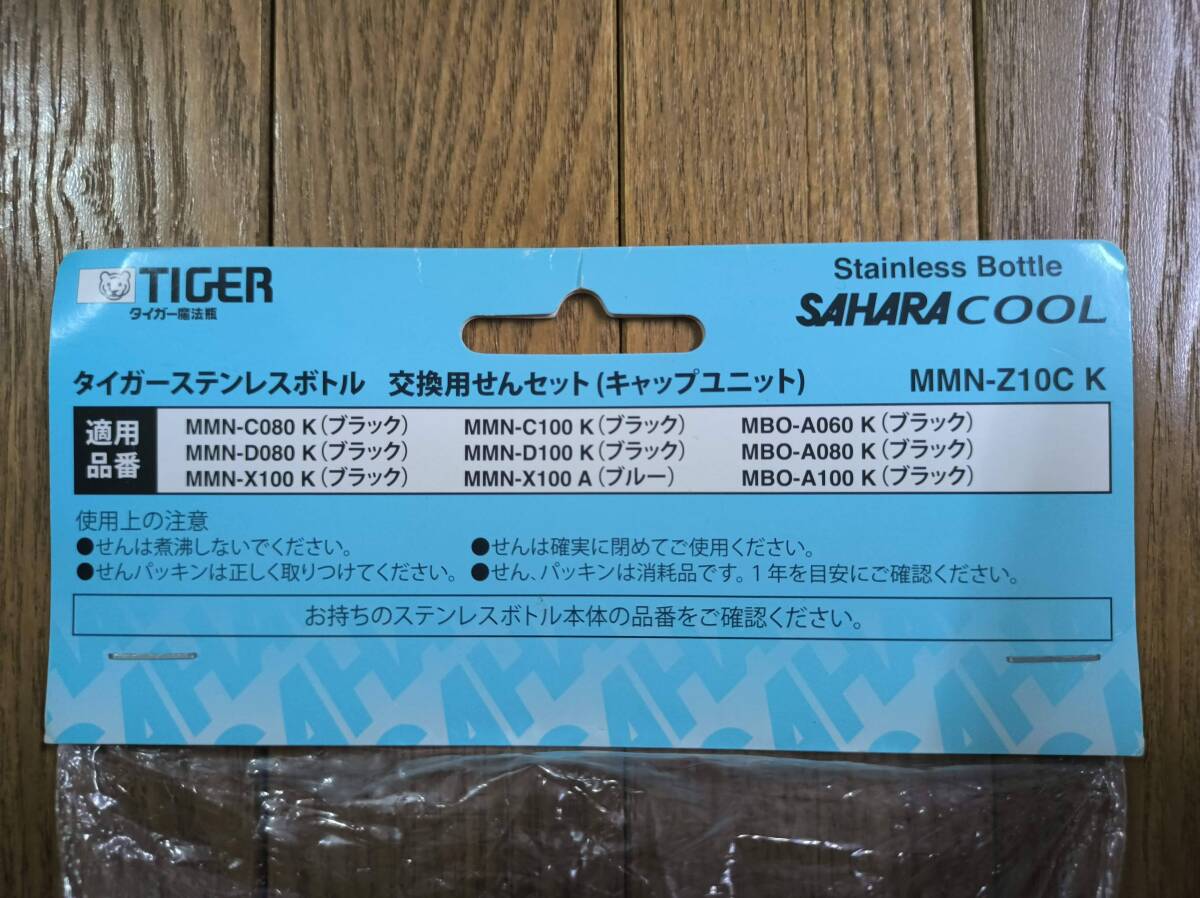 TIGER
タイガー魔法瓶
Stainless Bottle
SAHARA COOL
タイガーステンレスボトル 交換用せんセット(キャップユニット) MMN-Z10C K
適用品番
MMN-C080 K(ブラック) MMN-C100 K(ブラック) MBO-A060 K(ブラック)
MMN-D080 K(ブラック) MMN-D100 K(ブラック) MBO-A080 K(ブラック)
MMN-X100 K(ブラック) MMN-X100 A(ブルー) MBO-A100 K(ブラック)
使用上の注意
●せんは煮沸しないでください。 ●せんは確実に閉めてご使用ください。
●せんパッキンは正しく取りつけてください。 ●せん、パッキンは消耗品です。1年を目安にご確認ください。
お持ちのステンレスボトル本体の品番をご確認ください。